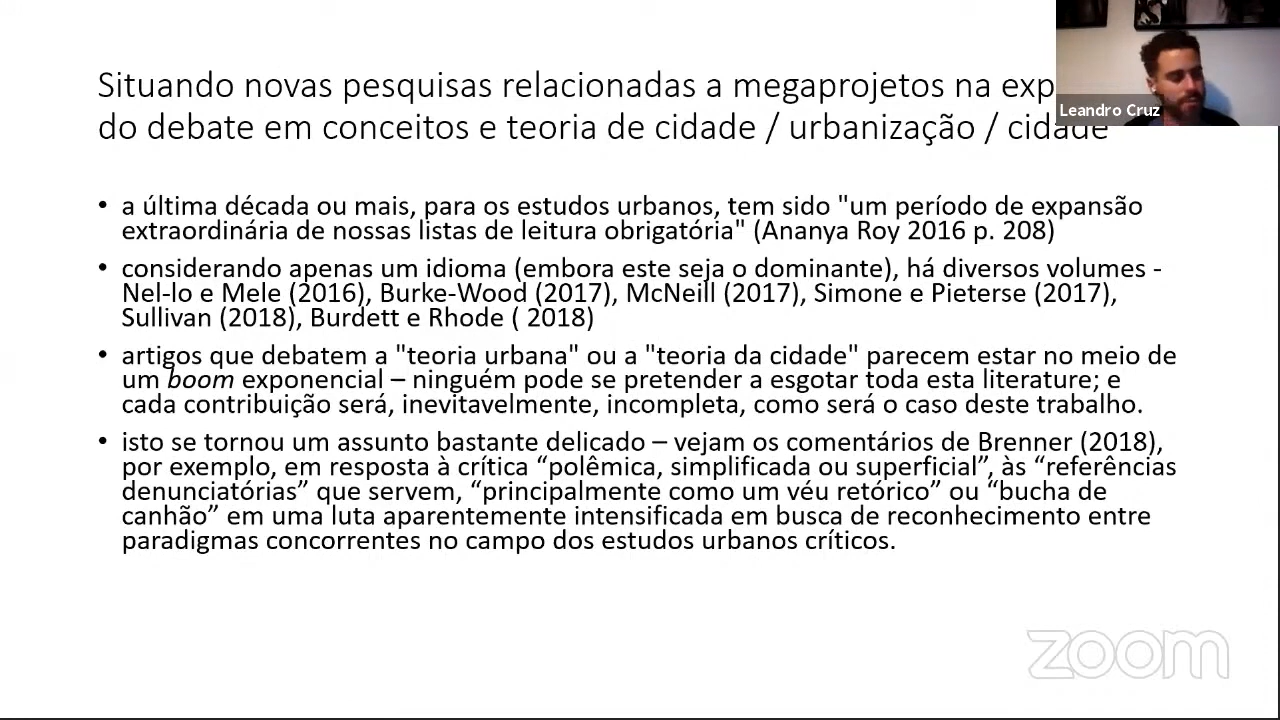 Situando novas pesquisas relacionadas a megaprojetos na exp
do debate em conceitos e teoria de cidade / urbanização / cidade
Leandro Cruz
• a última década ou mais, para os estudos urbanos, tem sido "um período de expansão
extraordinária de nossas listas de leitura obrigatória" (Ananya Roy 2016 p. 208)
• considerando apenas um idioma (embora este seja o dominante), há diversos volumes -
Nel-lo e Mele (2016), Burke-Wood (2017), McNeill (2017), Simone e Pieterse (2017),
Sullivan (2018), Burdett e Rhode ( 2018)
• artigos que debatem a "teoria urbana" ou a "teoria da cidade" parecem estar no meio de
um boom exponencial – ninguém pode se pretender a esgotar toda esta literature; e
cada contribuição será, inevitavelmente, incompleta, como será o caso deste trabalho.
• isto se tornou um assunto bastante delicado – vejam os comentários de Brenner (2018),
por exemplo, em resposta à crítica “polêmica, simplificada ou superficial”, às “referências
denunciatórias” que servem, “principalmente como um véu retórico” ou “bucha de
canhão” em uma luta aparentemente intensificada em busca de reconhecimento entre
paradigmas concorrentes no campo dos estudos urbanos críticos.
zoom